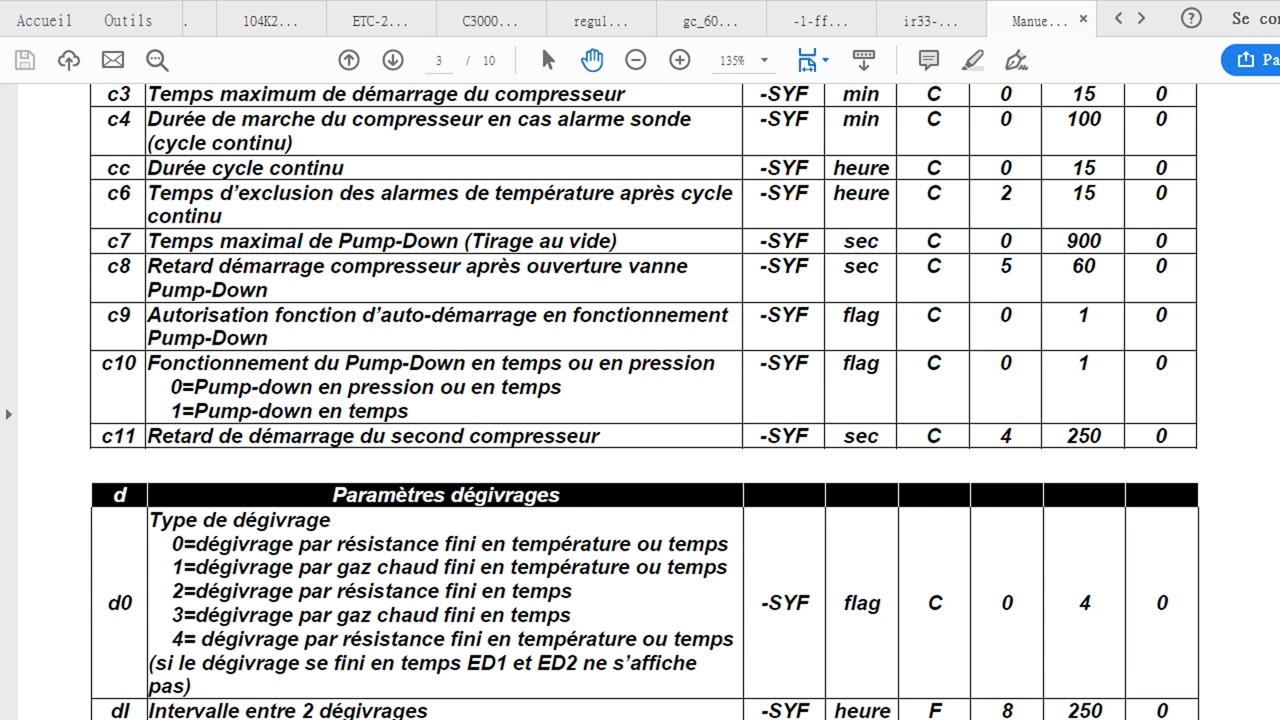 Accueil Outils . 104K2... ETC-2... C3000... regul... gc_60... -1-ff... ir33-... Manue... × ? Se co
3 / 10 135% Pa
c3 Temps maximum de démarrage du compresseur -SYF min C 0 15 0
c4 Durée de marche du compresseur en cas alarme sonde -SYF min C 0 100 0
(cycle continu)
cc Durée cycle continu -SYF heure C 0 15 0
c6 Temps d'exclusion des alarmes de température après cycle -SYF heure C 2 15 0
continu
c7 Temps maximal de Pump-Down (Tirage au vide) -SYF sec C 0 900 0
c8 Retard démarrage compresseur après ouverture vanne -SYF sec C 5 60 0
Pump-Down
c9 Autorisation fonction d'auto-démarrage en fonctionnement -SYF flag C 0 1 0
Pump-Down
c10 Fonctionnement du Pump-Down en temps ou en pression -SYF flag C 0 1 0
0=Pump-down en pression ou en temps
1=Pump-down en temps
c11 Retard de démarrage du second compresseur -SYF sec C 4 250 0
d Paramètres dégivrages
Type de dégivrage
0=dégivrage par résistance fini en température ou temps
1=dégivrage par gaz chaud fini en température ou temps
2=dégivrage par résistance fini en temps
d0 -SYF flag C 0 4 0
3=dégivrage par gaz chaud fini en temps
4= dégivrage par résistance fini en température ou temps
(si le dégivrage se fini en temps ED1 et ED2 ne s'affiche
pas)
dI Intervalle entre 2 dégivrages -SYF heure F 8 250 0